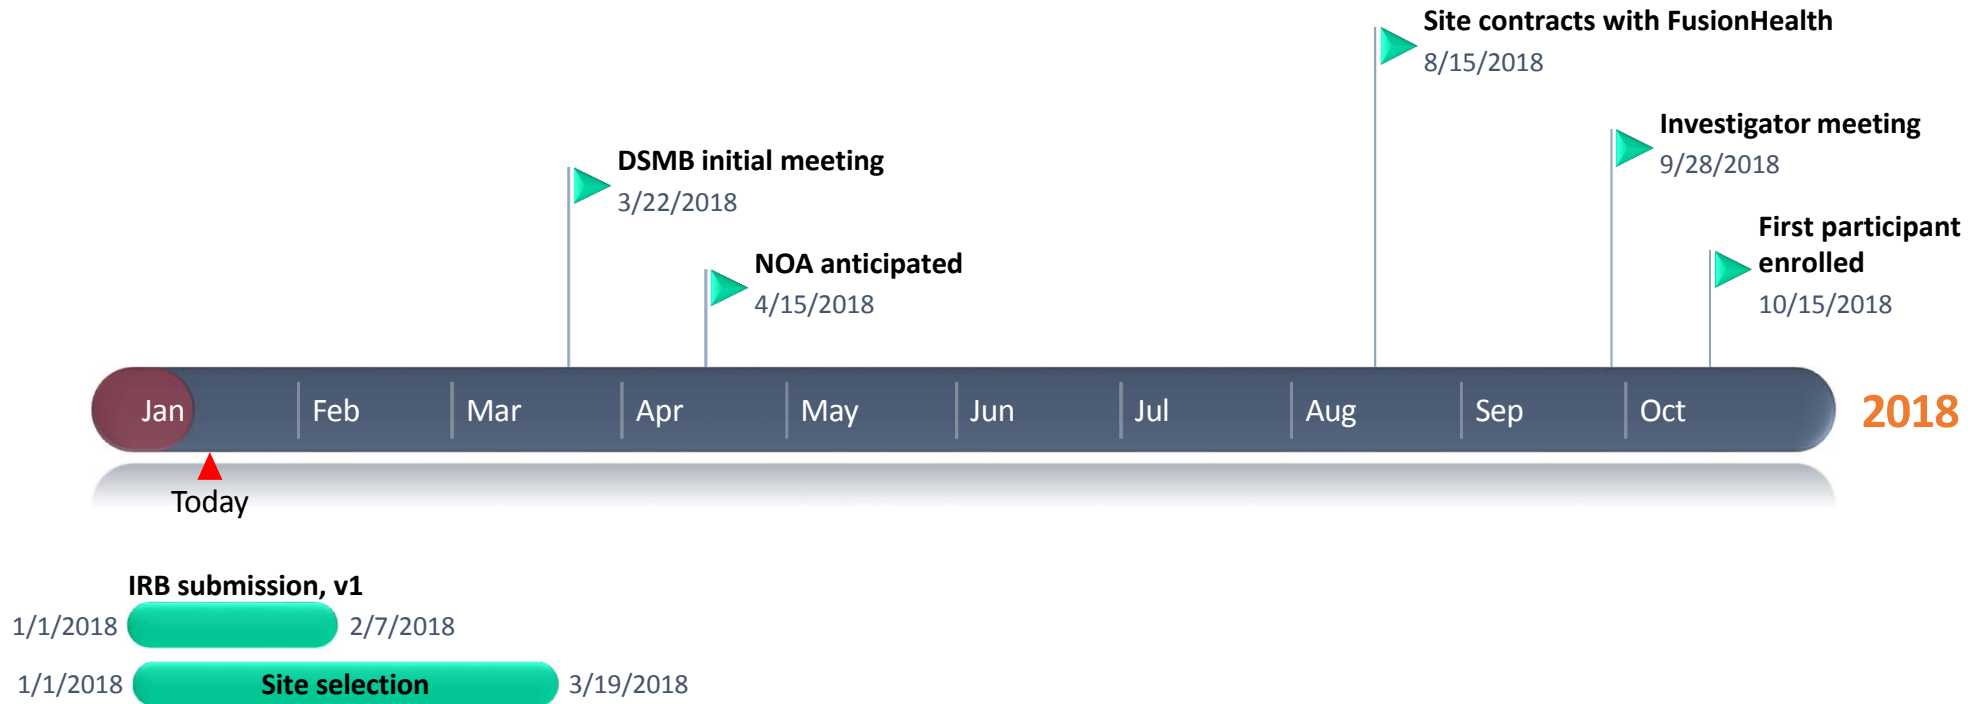 Site contracts with FusionHealth
8/15/2018
Investigator meeting
9/28/2018
DSMB initial meeting
3/22/2018
First participant
enrolled
10/15/2018
NOA anticipated
4/15/2018
Jan Feb Mar Apr May Jun Jul Aug Sep Oct 2018
Today
IRB submission, v1
1/1/2018 2/7/2018
1/1/2018 Site selection 3/19/2018